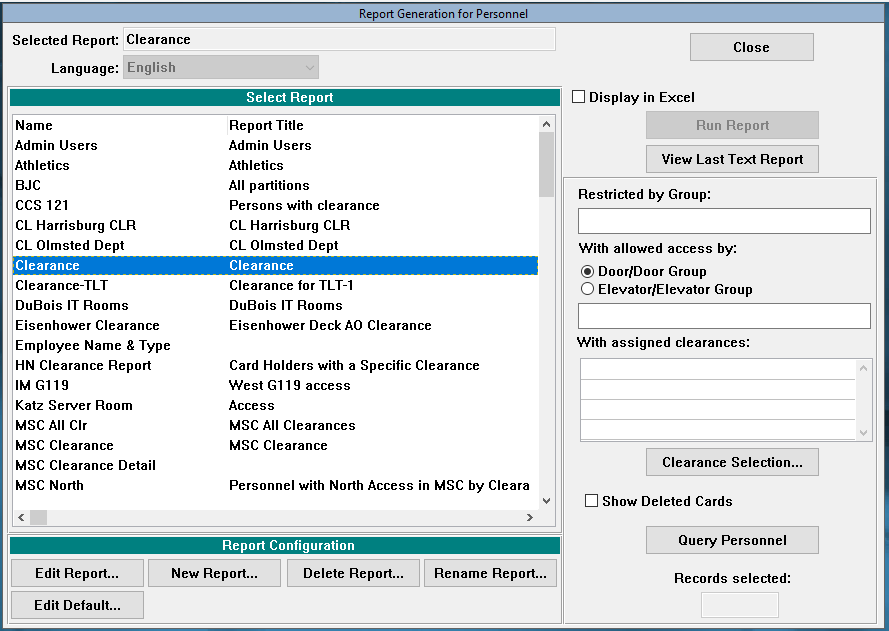 Report Generation for Personnel
Selected Report: Clearance
Close
Language: English
Select Report
Name Report Title
Admin Users Admin Users
Athletics Athletics
BJC All partitions
CCS 121 Persons with clearance
CL Harrisburg CLR CL Harrisburg CLR
CL Olmsted Dept CL Olmsted Dept
Clearance Clearance
Clearance-TLT Clearance for TLT-1
DuBois IT Rooms DuBois IT Rooms
Eisenhower Clearance Eisenhower Deck AO Clearance
Employee Name & Type
HN Clearance Report Card Holders with a Specific Clearance
IM G119 West G119 access
Katz Server Room Access
MSC All Clr MSC All Clearances
MSC Clearance MSC Clearance
MSC Clearance Detail
MSC North Personnel with North Access in MSC by Cleara
Report Configuration
Edit Report... New Report... Delete Report... Rename Report...
Edit Default...
Display in Excel
Run Report
View Last Text Report
Restricted by Group:
With allowed access by:
Door/Door Group
Elevator/Elevator Group
With assigned clearances:
Clearance Selection...
Show Deleted Cards
Query Personnel
Records selected: